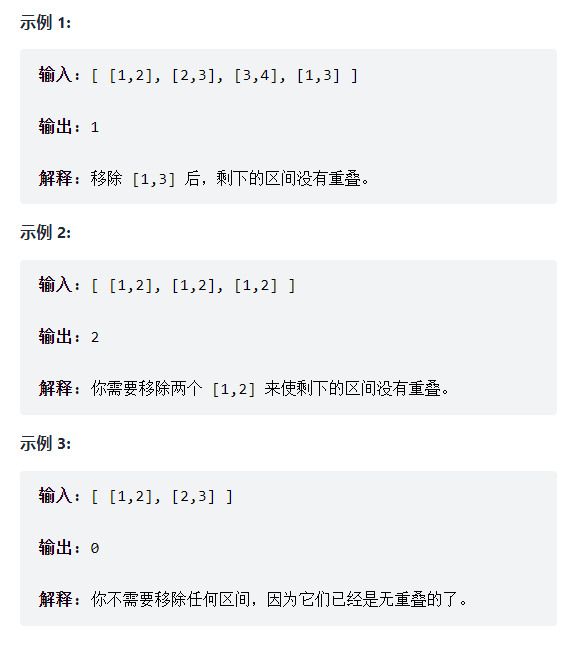 示例 1:
输入: [ [1,2], [2,3], [3,4], [1,3] ]
输出: 1
解释: 移除 [1,3] 后，剩下的区间没有重叠。
示例 2:
输入: [ [1,2], [1,2], [1,2] ]
输出: 2
解释: 你需要移除两个 [1,2] 来使剩下的区间没有重叠。
示例 3:
输入: [ [1,2], [2,3] ]
输出: 0
解释: 你不需要移除任何区间，因为它们已经是无重叠的了。